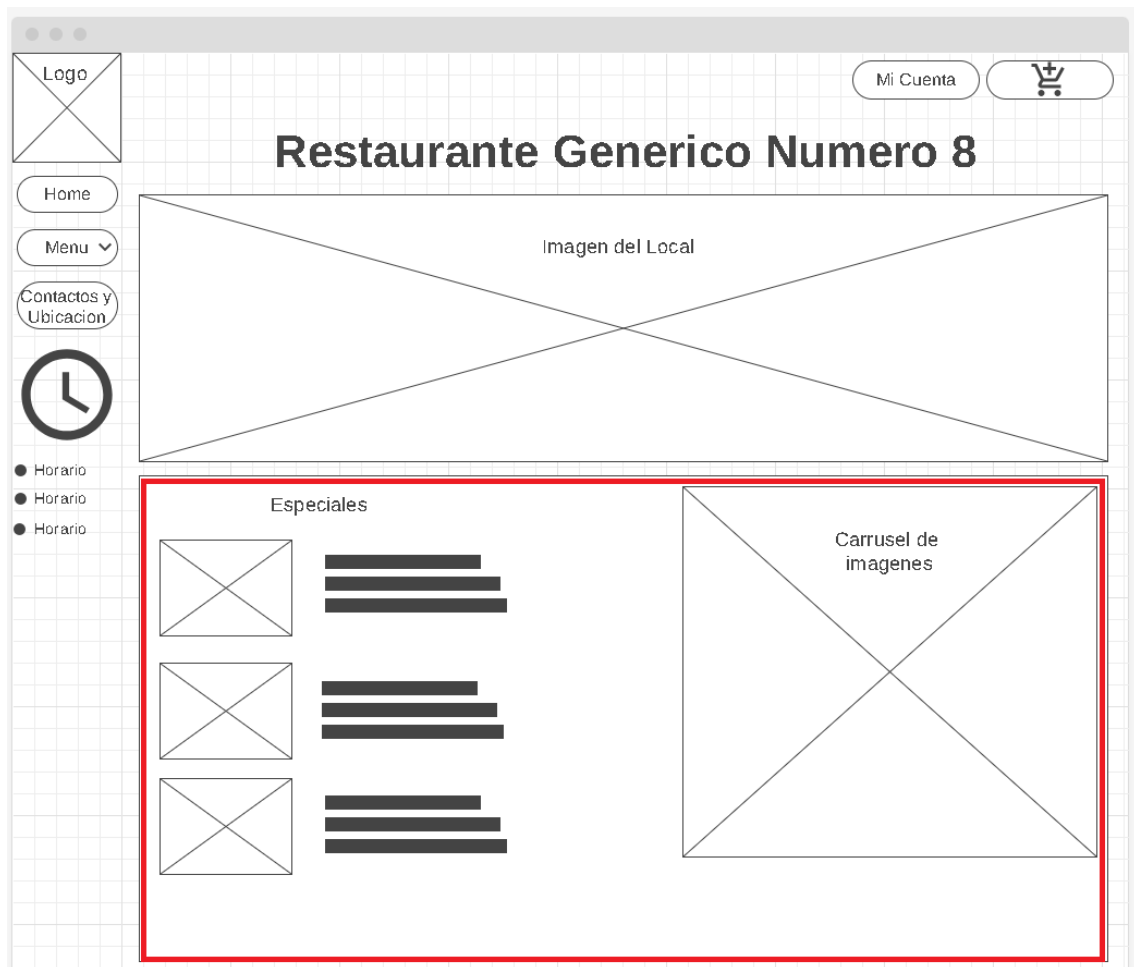 Logo
Mi Cuenta
Restaurante Generico Numero 8
Home
Menu
Contactos y
Ubicacion
Imagen del Local
Horario
Horario
Horario
Especiales
Carrusel de
imagenes